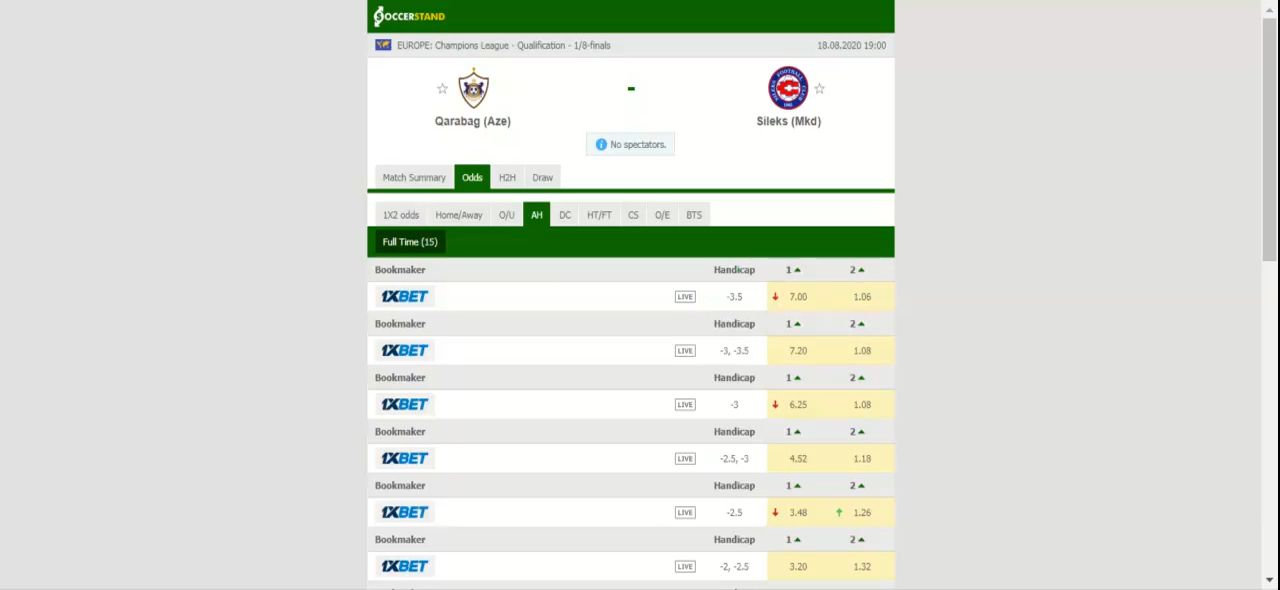 SOCCERSTAND
EUROPE: Champions League - Qualification - 1/8-finals 18.08.2020 19:00
-
Qarabag (Aze) Sileks (Mkd)
No spectators.
Match Summary Odds H2H Draw
1X2 odds Home/Away O/U AH DC HT/FT CS O/E BTS
Full Time (15)
Bookmaker Handicap 1 2
1XBET LIVE -3.5 7.00 1.06
Bookmaker Handicap 1 2
1XBET LIVE -3, -3.5 7.20 1.08
Bookmaker Handicap 1 2
1XBET LIVE -3 6.25 1.08
Bookmaker Handicap 1 2
1XBET LIVE -2.5, -3 4.52 1.18
Bookmaker Handicap 1 2
1XBET LIVE -2.5 3.48 1.26
Bookmaker Handicap 1 2
1XBET LIVE -2, -2.5 3.20 1.32